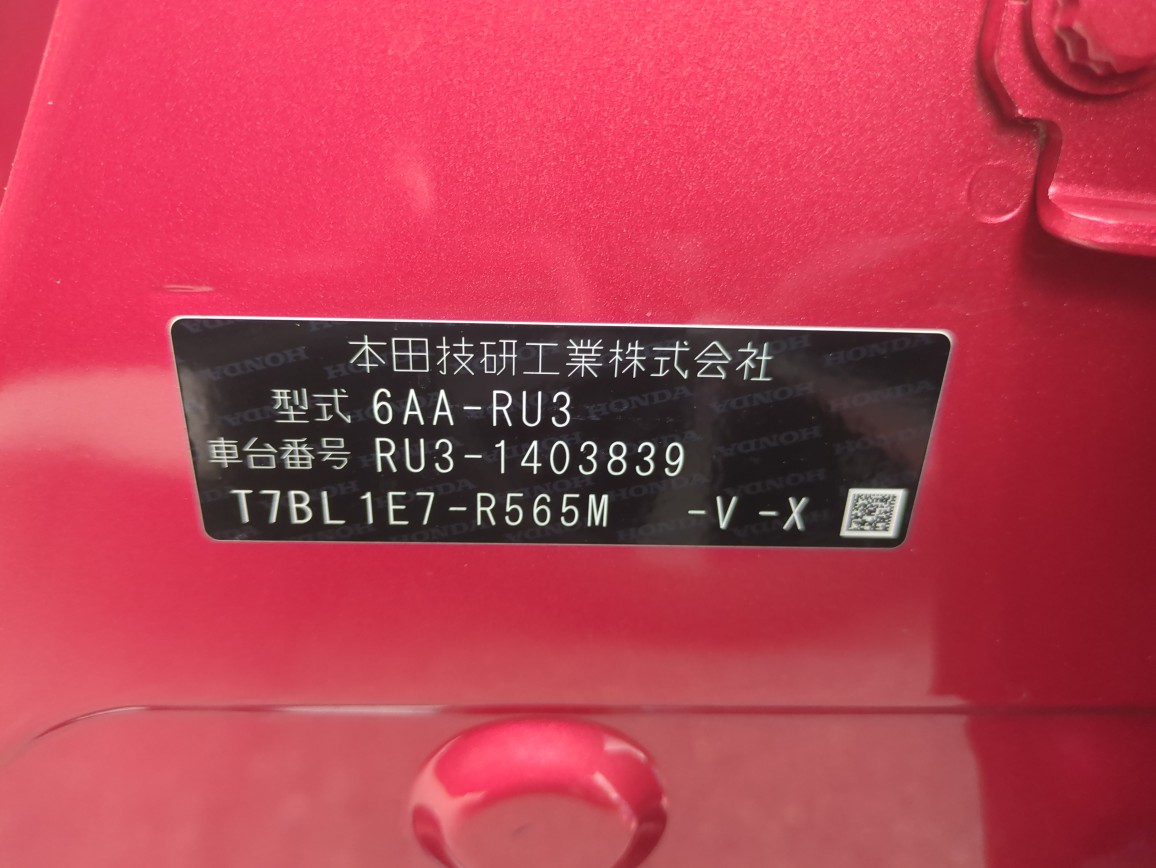 本田技研工業株式会社
型式 6AA-RU3
車台番号 RU3-1403839
T7BL1E7-R565M -V -X